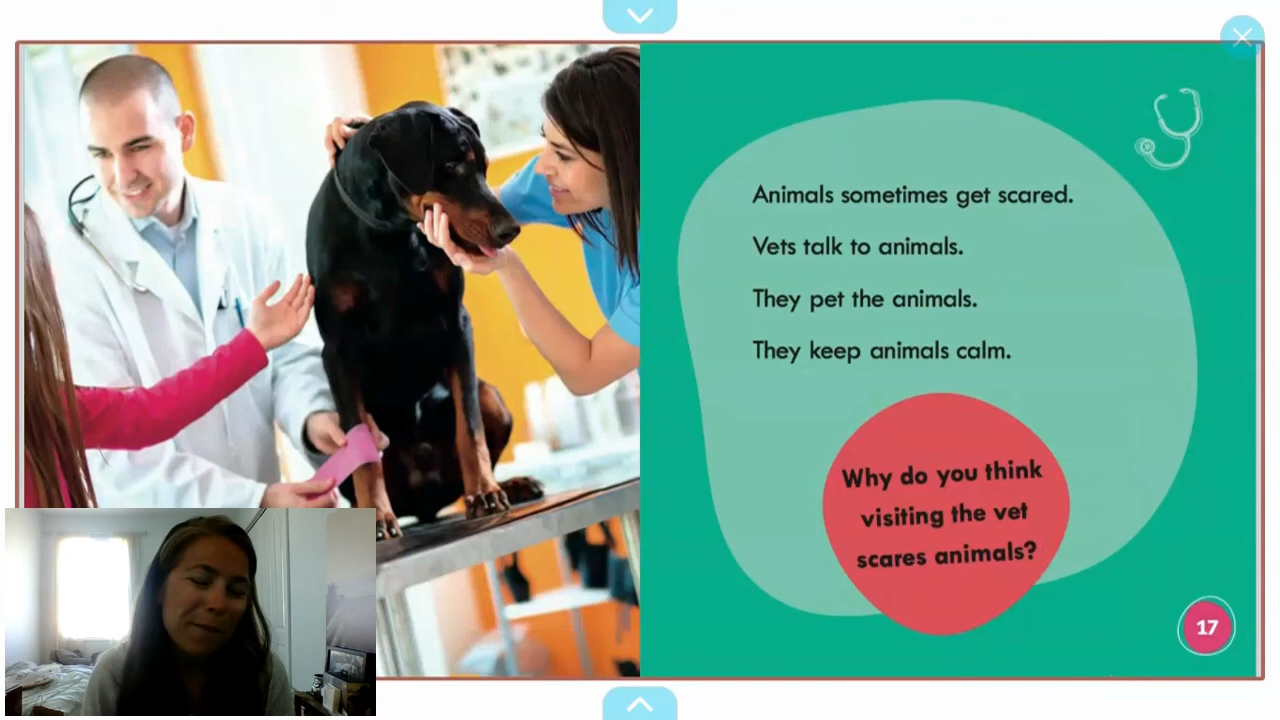 Animals sometimes get scared.
Vets talk to animals.
They pet the animals.
They keep animals calm.
Why do you think
visiting the vet
scares animals?
17